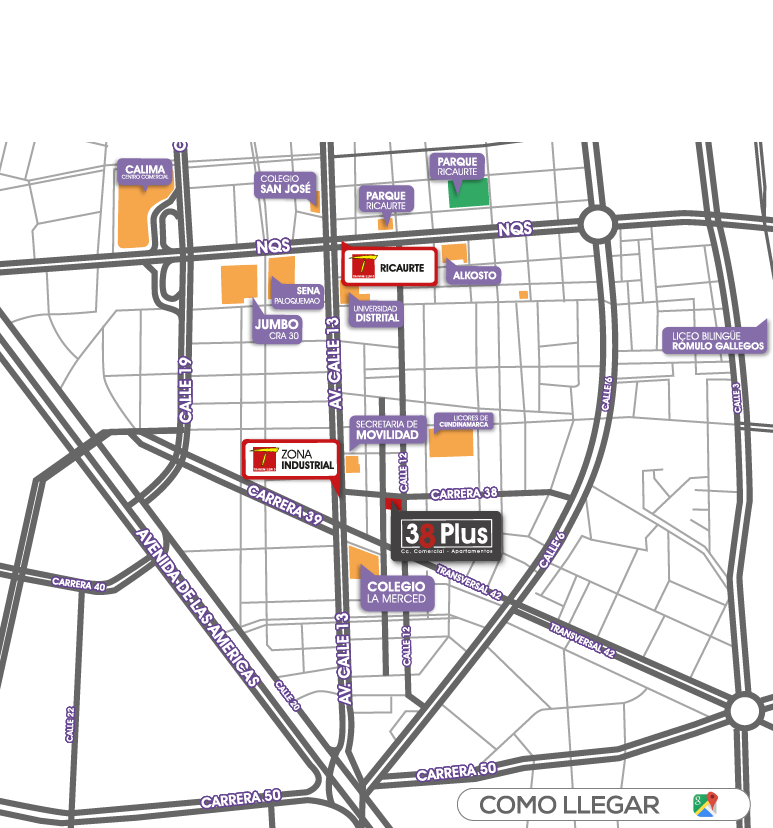 CALIMA
CENTRO COMERCIAL
COLEGIO
SAN JOSÉ
PARQUE
RICAURTE
PARQUE
RICAURTE
NQS
NQS
RICAURTE
ALKOSTO
SENA
PALOQUEMAO
UNIVERSIDAD
DISTRITAL
JUMBO
CRA 30
LIÇEO BILINGÜE
RÓMULO GALLEGOS
CALLE 19
AV- CALLE-13
CALLE 6
CALLE 3
SECRETARIA DE
MOVILIDAD
LICORES DE
CUNDINAMARCA
ZONA
INDUSTRIAL
CALLE 12
CARRERA 38
CARRERA-39
38 Plus
Cc. Comercial - Apartamentos
CALLE 6
AVENIDA DE LAS AMERICAS
CARRERA 40
COLEGIO
LA MERCED
TRANSVERSAL 42
TRANSVERSAL 42
AV- CALLE-13
CALLE 12
CALLE 20
CALLE 22
CARRERA 50
CARRERA.50
COMO LLEGAR